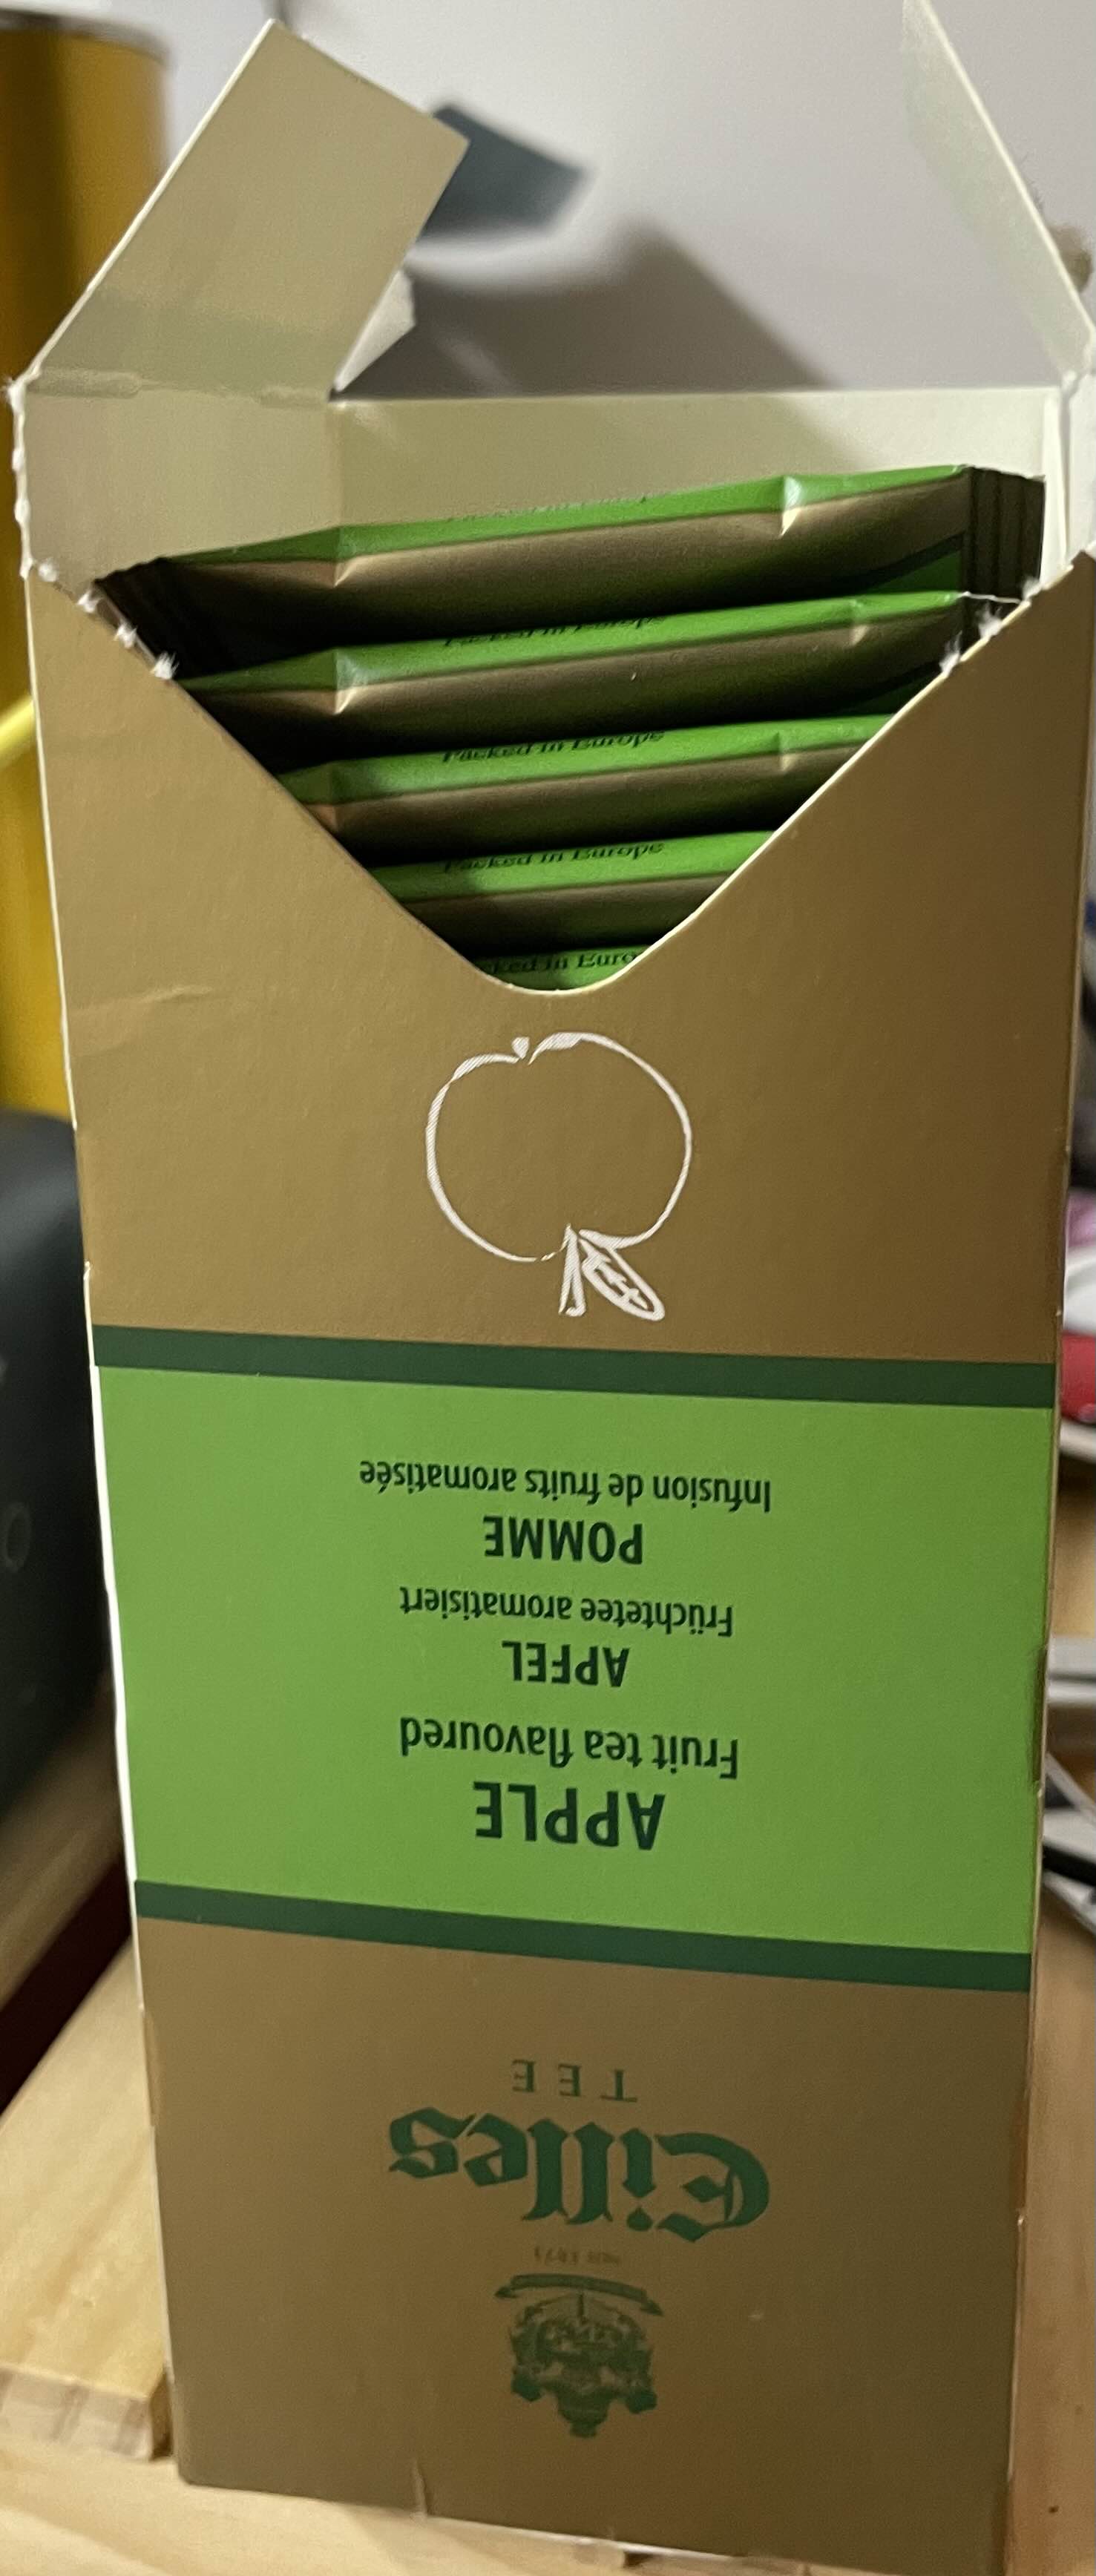 Eilles
TEE
APPLE
Fruit tea flavoured
APFEL
Früchtetee aromatisiert
POMME
Infusion de fruits aromatisée
Packed in Europe
Packed in Europe
Packed in Europe